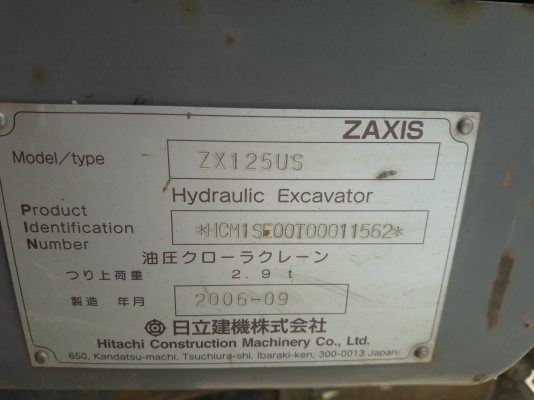 ZAXIS
Model/type ZX125US
Hydraulic Excavator
Product
Identification *HCM1SF00T00011562*
Number
油圧クローラクレーン
つり上荷重 2.9t
製造 年月 2006-09
日立建機株式会社
Hitachi Construction Machinery Co., Ltd.
650, Kandatsu-machi, Tsuchiura-shi, Ibaraki-ken, 300-0013 Japan